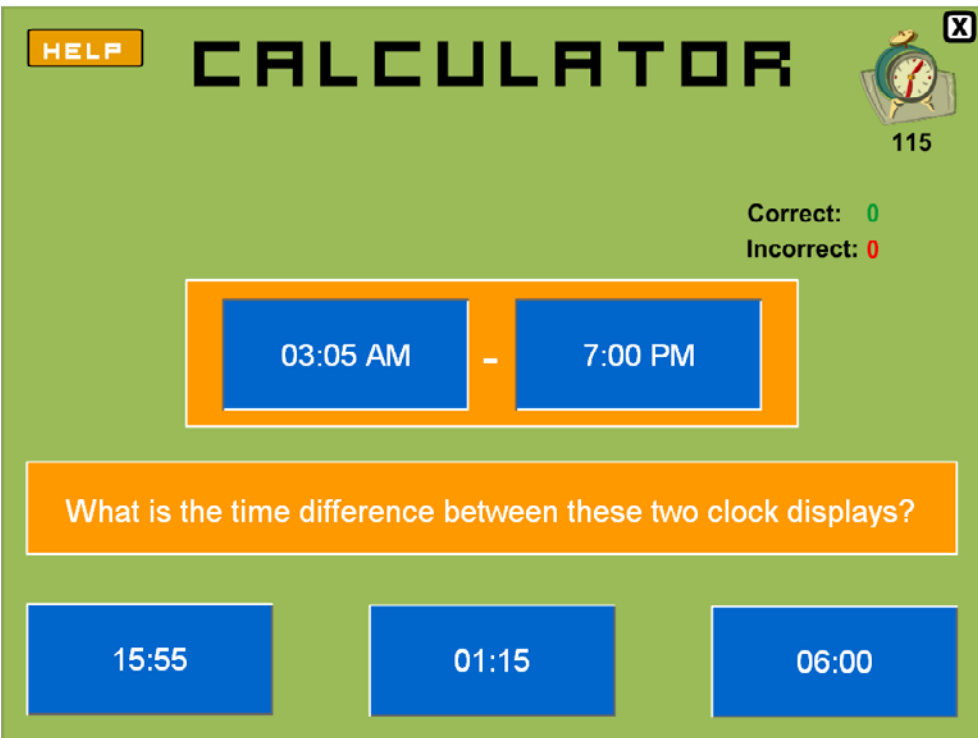 HELP
CALCULATOR
X
115
Correct: 0
Incorrect: 0
03:05 AM - 7:00 PM
What is the time difference between these two clock displays?
15:55 01:15 06:00